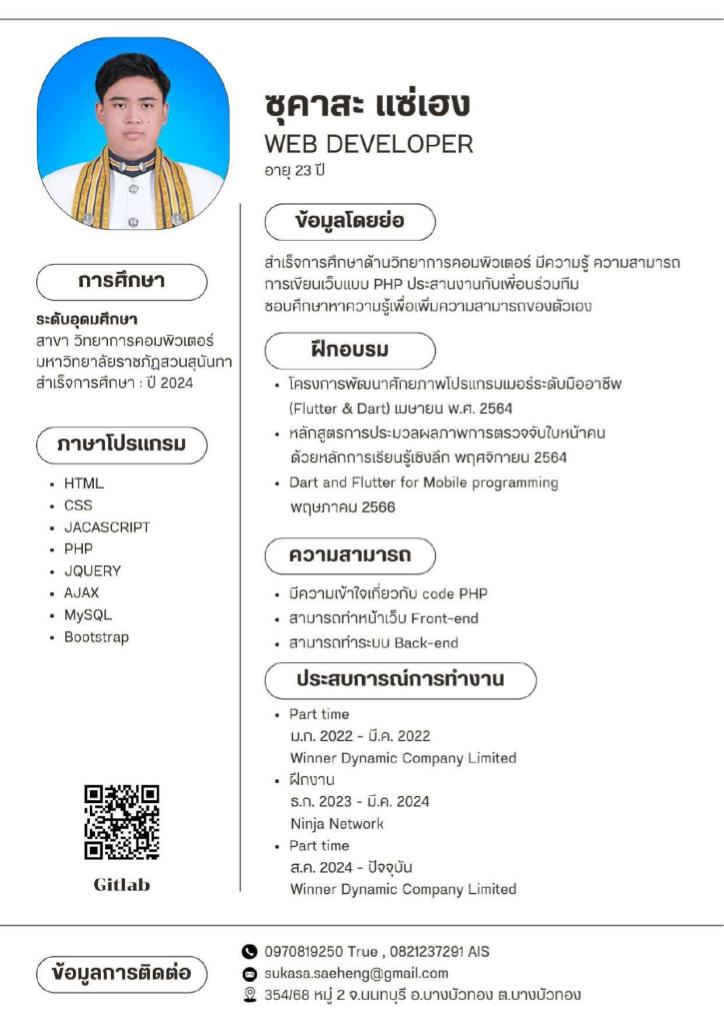 ซุคาสะ แซ่เฮง
WEB DEVELOPER
อายุ 23 ปี
การศึกษา
ระดับอุดมศึกษา
สาขา วิทยาการคอมพิวเตอร์
มหาวิทยาลัยราชภัฏสวนสุนันทา
สำเร็จการศึกษา : ปี 2024
ภาษาโปรแกรม
• HTML
• CSS
• JACASCRIPT
• PHP
• JQUERY
• AJAX
• MySQL
• Bootstrap
Gitlab
ข้อมูลโดยย่อ
สำเร็จการศึกษาด้านวิทยาการคอมพิวเตอร์ มีความรู้ ความสามารถ
การเขียนเว็บแบบ PHP ประสานงานกับเพื่อนร่วมทีม
ชอบศึกษาหาความรู้เพื่อเพิ่มความสามารถของตัวเอง
ฝึกอบรม
• โครงการพัฒนาศักยภาพโปรแกรมเมอร์ระดับมืออาชีพ
(Flutter & Dart) เมษายน พ.ศ. 2564
• หลักสูตรการประมวลผลภาพการตรวจจับใบหน้าคน
ด้วยหลักการเรียนรู้เชิงลึก พฤศจิกายน 2564
• Dart and Flutter for Mobile programming
พฤษภาคม 2566
ความสามารถ
• มีความเข้าใจเกี่ยวกับ code PHP
• สามารถทำหน้าเว็บ Front-end
• สามารถทำระบบ Back-end
ประสบการณ์การทำงาน
• Part time
ม.ก. 2022 - มี.ค. 2022
Winner Dynamic Company Limited
• ฝึกงาน
ธ.ก. 2023 - มี.ค. 2024
Ninja Network
• Part time
ส.ค. 2024 - ปัจจุบัน
Winner Dynamic Company Limited
ข้อมูลการติดต่อ
0970819250 True , 0821237291 AIS
sukasa.saeheng@gmail.com
354/68 หมู่ 2 จ.นนทบุรี อ.บางบัวทอง ต.บางบัวทอง